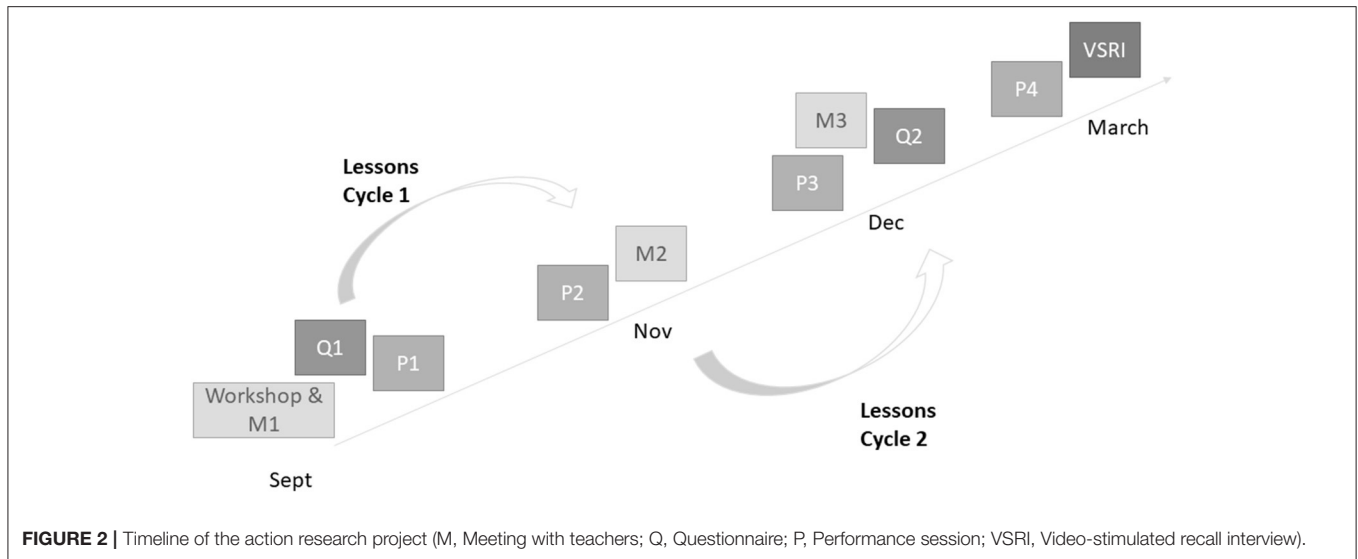 VSRI
P4
March
M3
Q2
P3
Dec
Lessons
Cycle 1
M2
P2
Nov
Q1
P1
Lessons
Cycle 2
Workshop &
M1
Sept
FIGURE 2 | Timeline of the action research project (M, Meeting with teachers; Q, Questionnaire; P, Performance session; VSRI, Video-stimulated recall interview).